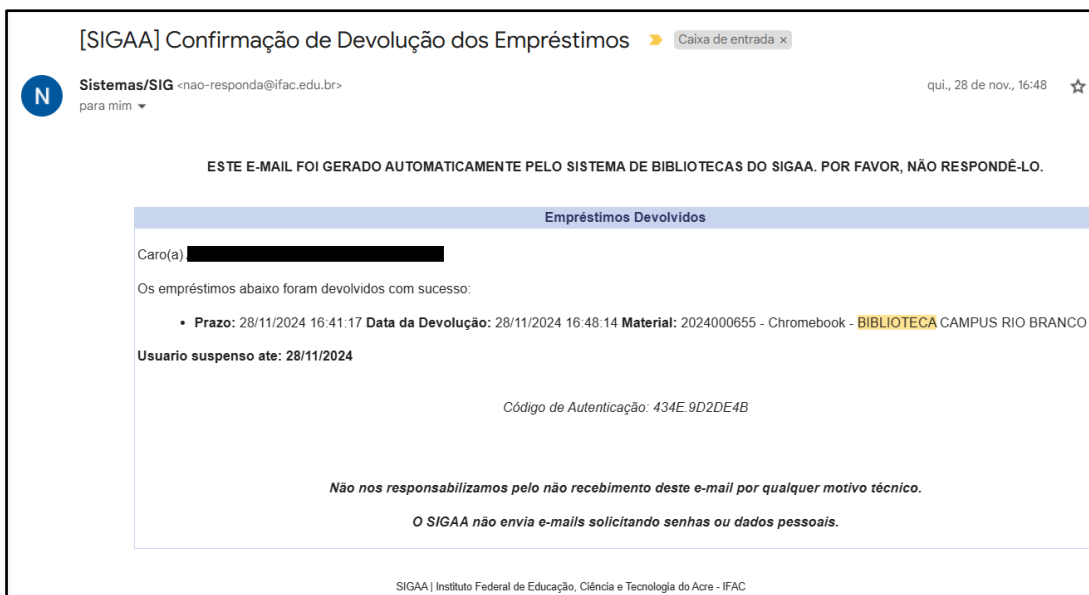 [SIGAA] Confirmação de Devolução dos Empréstimos Caixa de entrada ×
N
Sistemas/SIG <nao-responda@ifac.edu.br> qui., 28 de nov., 16:48
para mim
ESTE E-MAIL FOI GERADO AUTOMATICAMENTE PELO SISTEMA DE BIBLIOTECAS DO SIGAA. POR FAVOR, NÃO RESPONDÊ-LO.
Empréstimos Devolvidos
Caro(a)
Os empréstimos abaixo foram devolvidos com sucesso:
• Prazo: 28/11/2024 16:41:17 Data da Devolução: 28/11/2024 16:48:14 Material: 2024000655 - Chromebook - BIBLIOTECA CAMPUS RIO BRANCO
Usuario suspenso ate: 28/11/2024
Código de Autenticação: 434E.9D2DE4B
Não nos responsabilizamos pelo não recebimento deste e-mail por qualquer motivo técnico.
O SIGAA não envia e-mails solicitando senhas ou dados pessoais.
SIGAA | Instituto Federal de Educação, Ciência e Tecnologia do Acre - IFAC